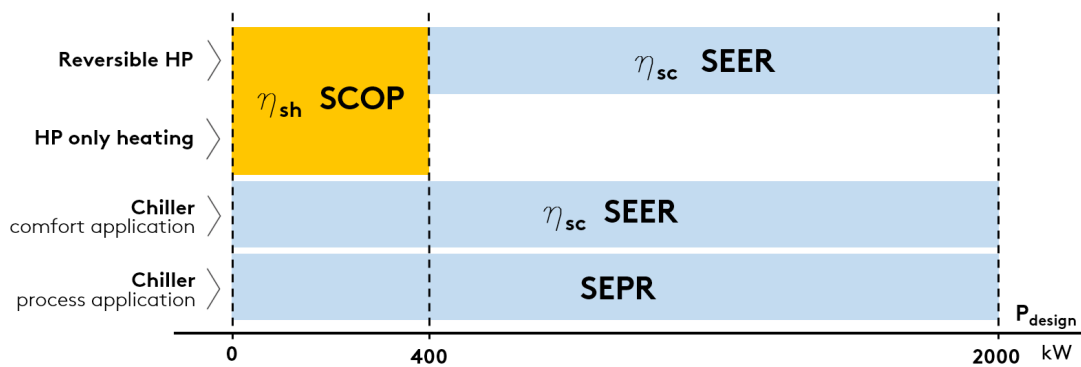 Reversible HP
ηsc SEER
ηsh SCOP
HP only heating
Chiller
comfort application
ηsc SEER
Chiller
process application
SEPR
Pdesign
0
400
2000
kW